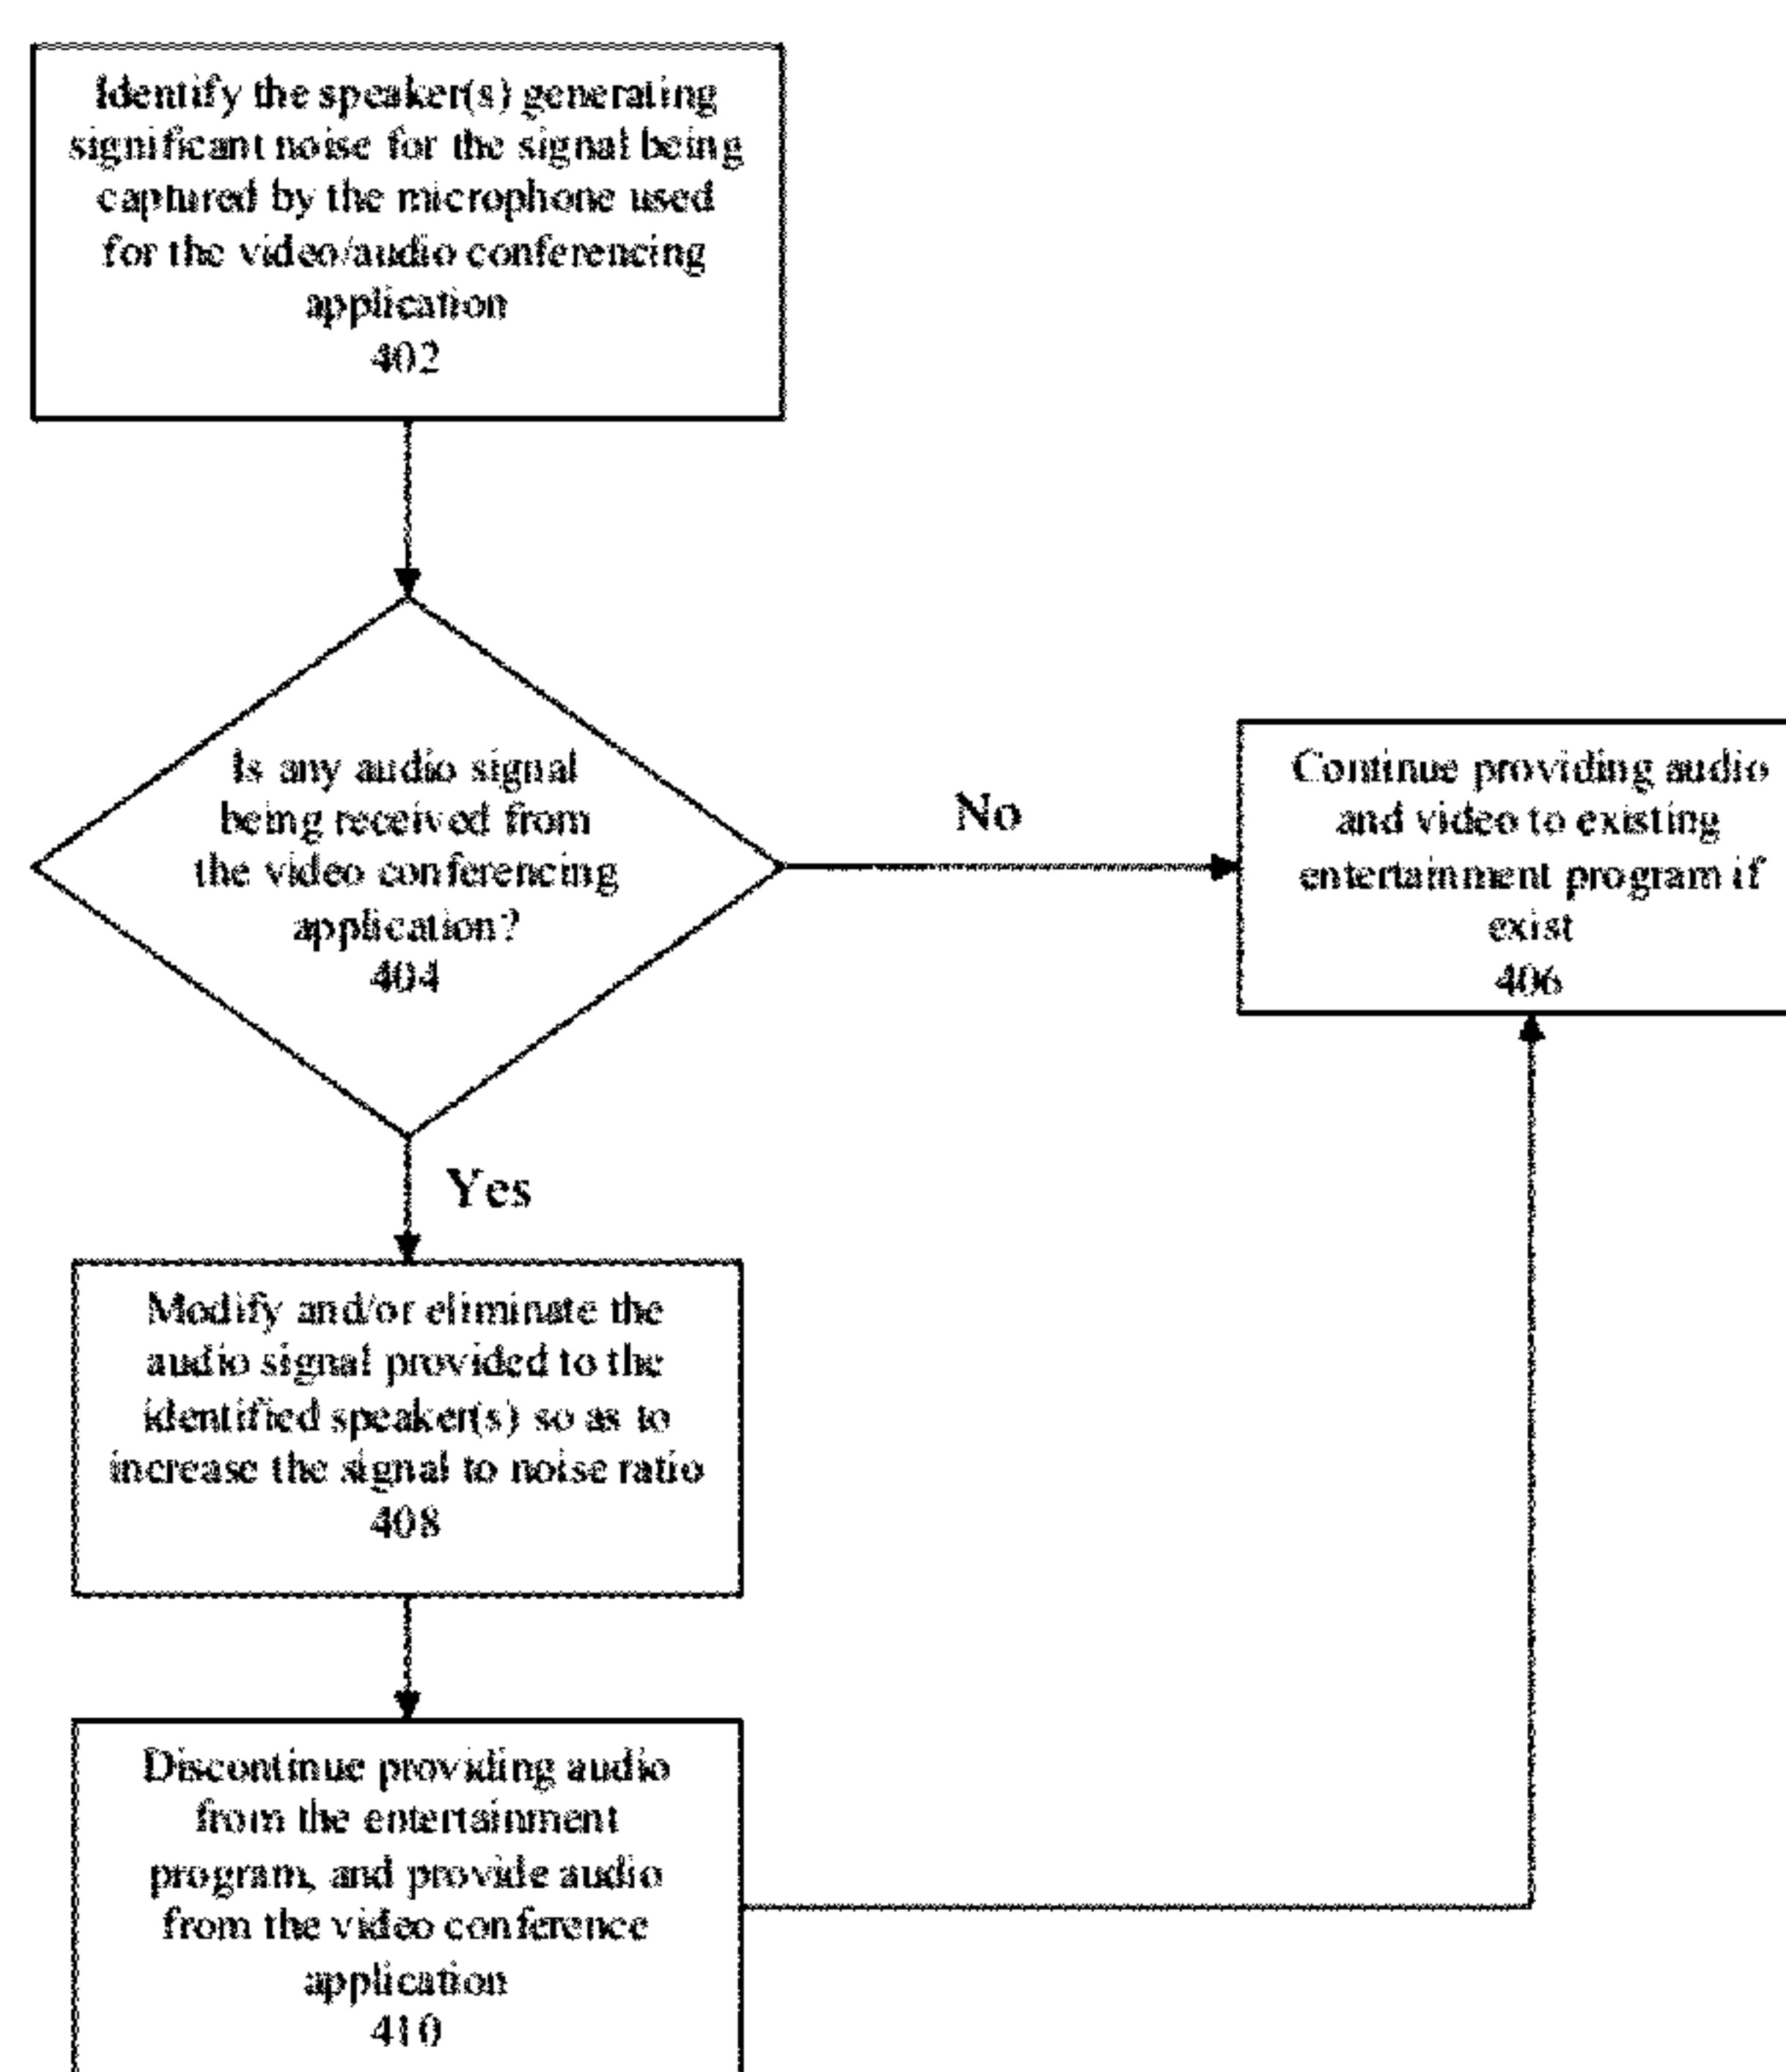 Identify the speaker(s) generating
significant noise for the signal being
captured by the microphone used
for the video/audio conferencing
application
402
Is any audio signal
being received from
the video conferencing
application?
404
No
Continue providing audio
and video to existing
entertainment program if
exist
406
Yes
Modify and/or eliminate the
audio signal provided to the
identified speaker(s) so as to
increase the signal to noise ratio
408
Discontinue providing audio
from the entertainment
program, and provide audio
from the video conference
application
410